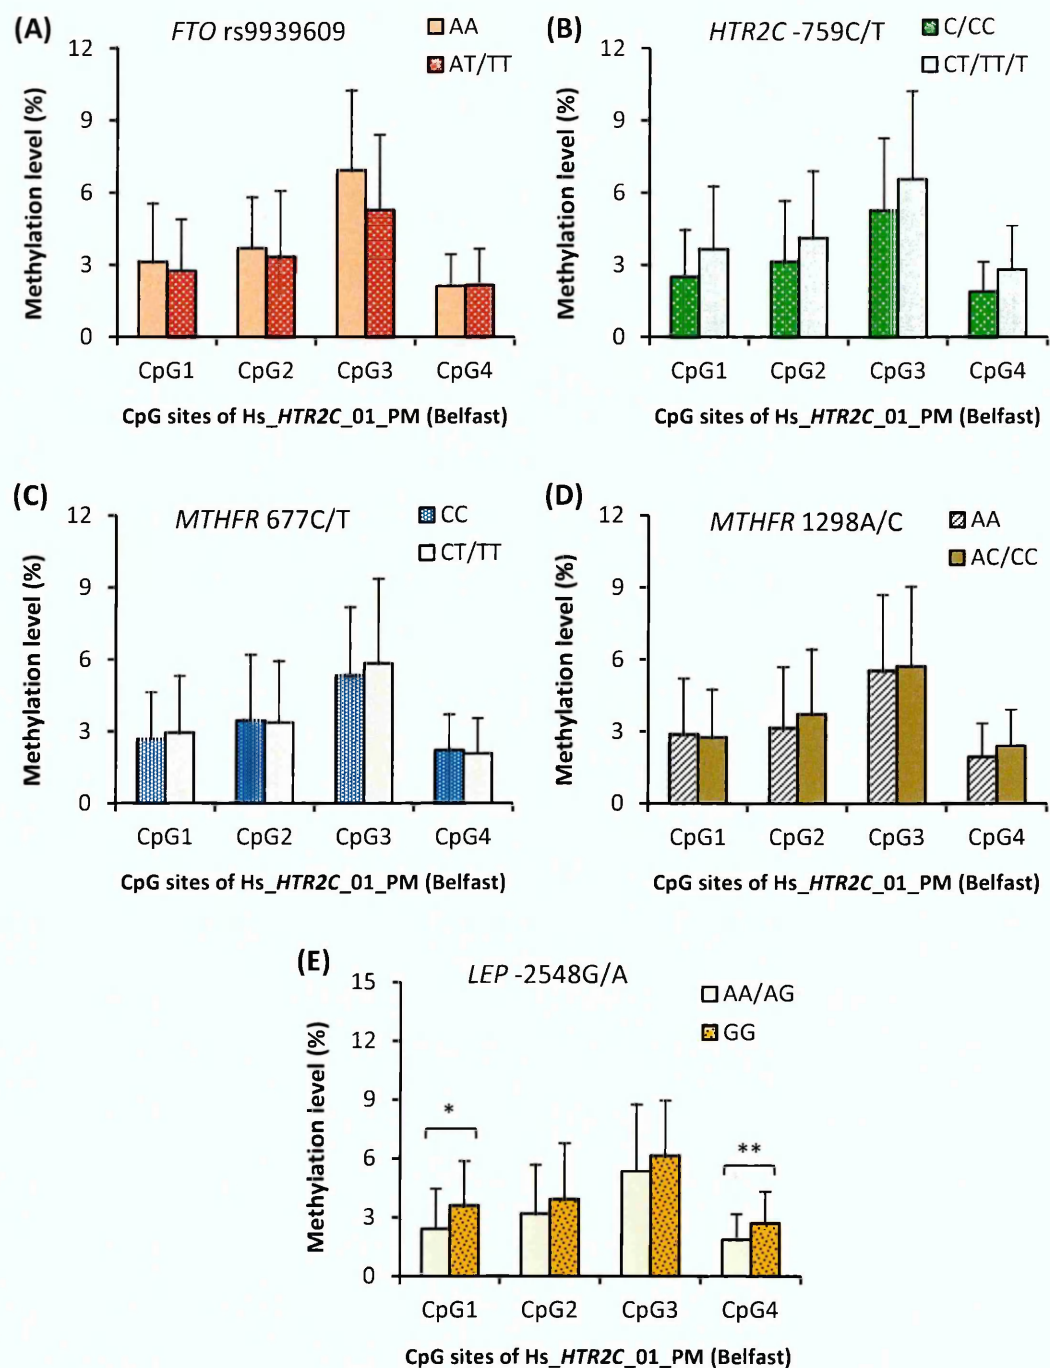 (A)
FTO rs9939609
AA
AT/TT
Methylation level (%)
12
9
6
3
0
CpG1 CpG2 CpG3 CpG4
CpG sites of Hs_HTR2C_01_PM (Belfast)
(B)
HTR2C -759C/T
C/CC
CT/TT/T
Methylation level (%)
12
9
6
3
0
CpG1 CpG2 CpG3 CpG4
CpG sites of Hs_HTR2C_01_PM (Belfast)
(C)
MTHFR 677C/T
CC
CT/TT
Methylation level (%)
12
9
6
3
0
CpG1 CpG2 CpG3 CpG4
CpG sites of Hs_HTR2C_01_PM (Belfast)
(D)
MTHFR 1298A/C
AA
AC/CC
Methylation level (%)
12
9
6
3
0
CpG1 CpG2 CpG3 CpG4
CpG sites of Hs_HTR2C_01_PM (Belfast)
(E)
LEP -2548G/A
AA/AG
GG
Methylation level (%)
15
12
9
6
3
0
*
**
CpG1 CpG2 CpG3 CpG4
CpG sites of Hs_HTR2C_01_PM (Belfast)